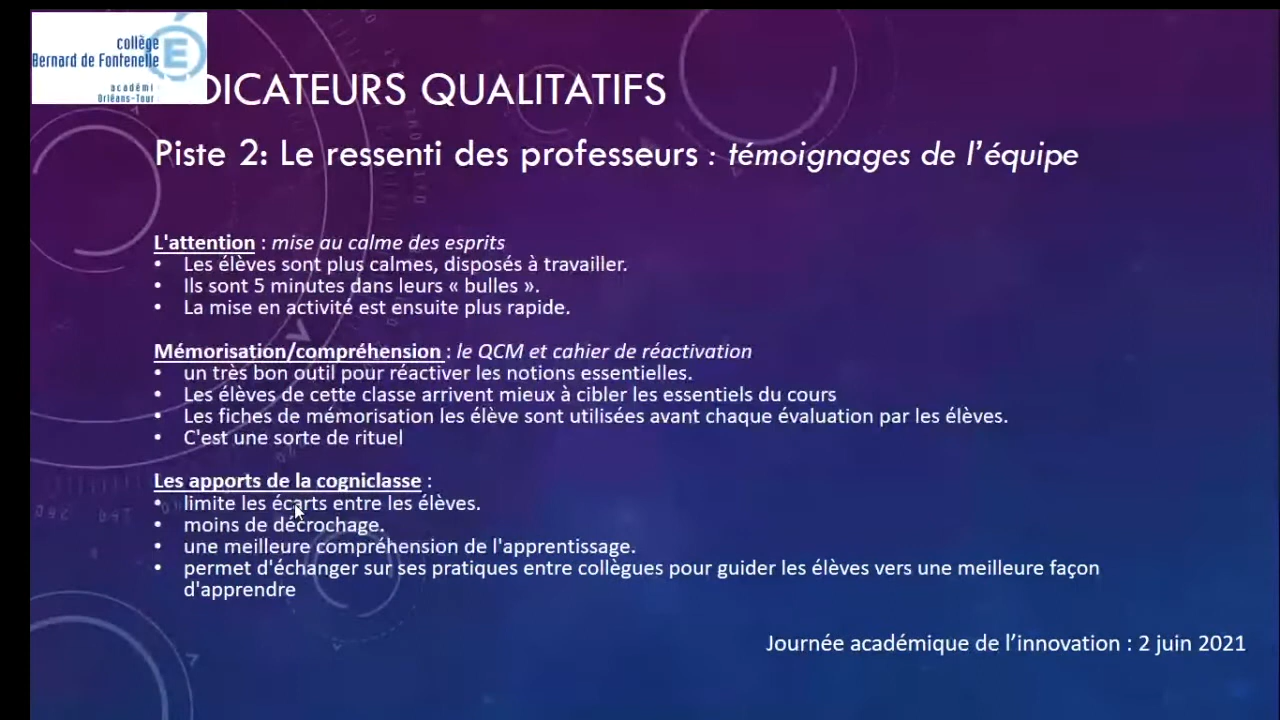 collège
Bernard de Fontenelle
académi
Orléans-Tour
DICATEURS QUALITATIFS
Piste 2: Le ressenti des professeurs : témoignages de l’équipe
L'attention : mise au calme des esprits
• Les élèves sont plus calmes, disposés à travailler.
• Ils sont 5 minutes dans leurs « bulles ».
• La mise en activité est ensuite plus rapide.
Mémorisation/compréhension : le QCM et cahier de réactivation
• un très bon outil pour réactiver les notions essentielles.
• Les élèves de cette classe arrivent mieux à cibler les essentiels du cours
• Les fiches de mémorisation les élève sont utilisées avant chaque évaluation par les élèves.
• C'est une sorte de rituel
Les apports de la cogniclasse :
• limite les écarts entre les élèves.
• moins de décrochage.
• une meilleure compréhension de l'apprentissage.
• permet d'échanger sur ses pratiques entre collègues pour guider les élèves vers une meilleure façon
d'apprendre
Journée académique de l’innovation : 2 juin 2021